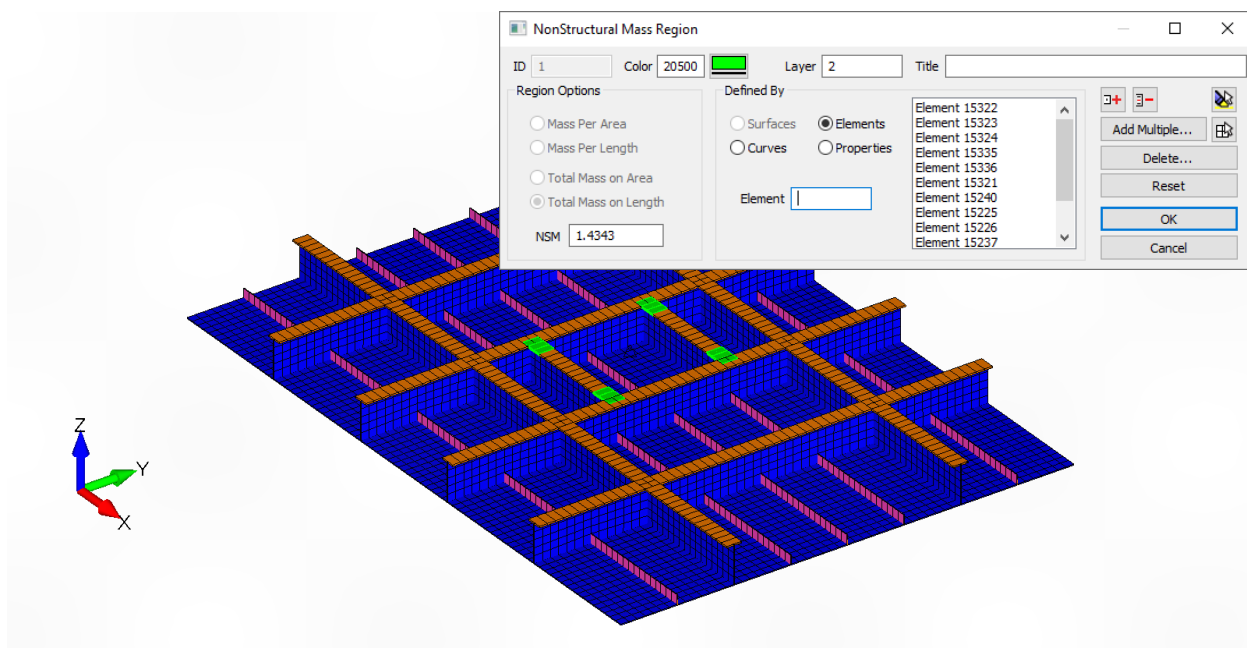 NonStructural Mass Region
ID 1 Color 20500 Layer 2 Title
Region Options
Mass Per Area
Mass Per Length
Total Mass on Area
Total Mass on Length
NSM 1.4343
Defined By
Surfaces Elements
Curves Properties
Element
Element 15322
Element 15323
Element 15324
Element 15335
Element 15336
Element 15321
Element 15240
Element 15225
Element 15226
Element 15237
Add Multiple...
Delete...
Reset
OK
Cancel
Z
Y
X